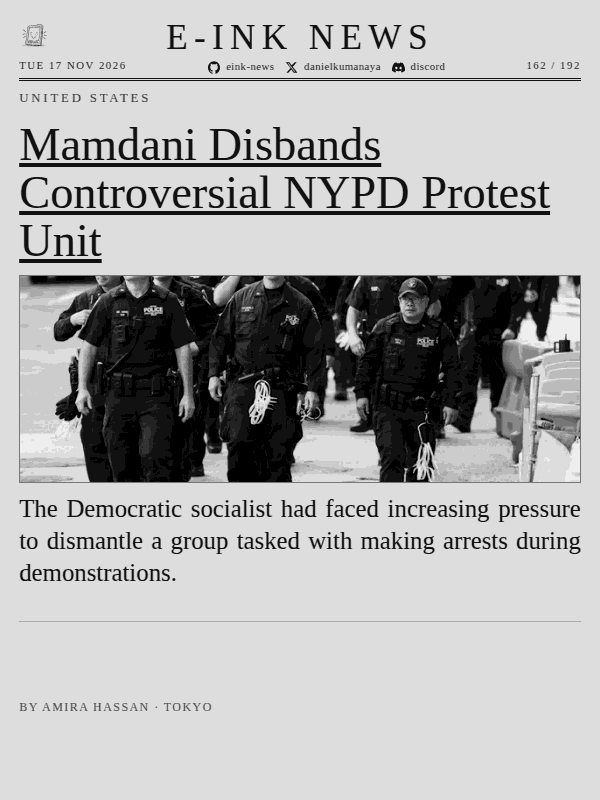 E-INK NEWS
TUE 17 NOV 2026
eink-news danielkumanaya discord
162 / 192
UNITED STATES
Mamdani Disbands
Controversial NYPD Protest
Unit
POLICE
POLICE
The Democratic socialist had faced increasing pressure
to dismantle a group tasked with making arrests during
demonstrations.
BY AMIRA HASSAN · TOKYO